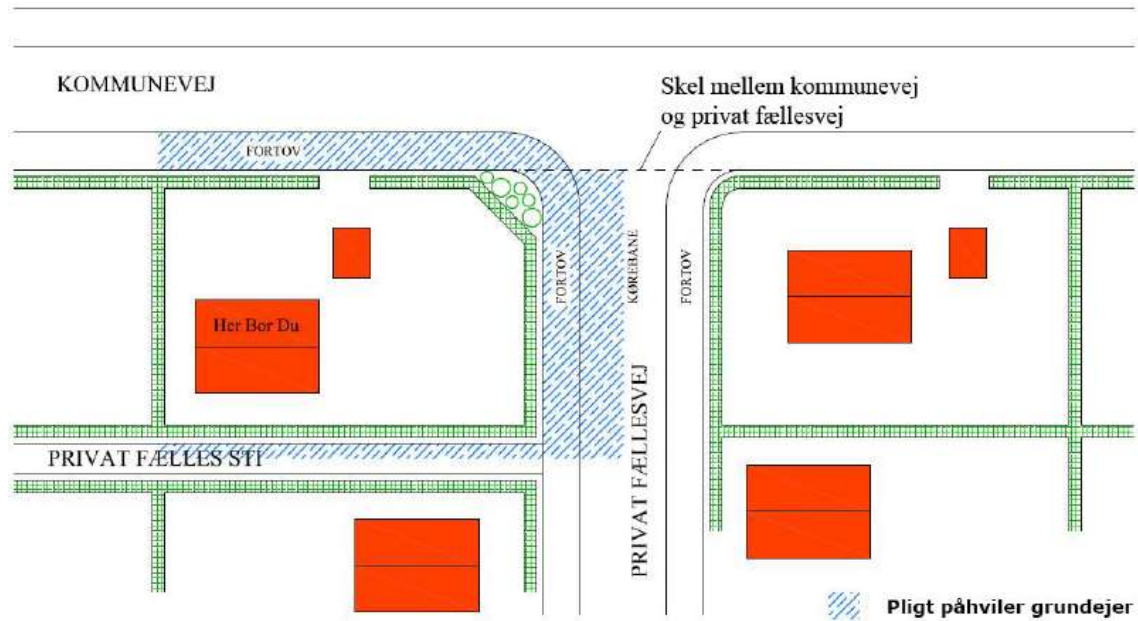 KOMMUNEVEJ
Skel mellem kommunevej
og privat fællesvej
FORTOV
FORTOV
KØREBANE
FORTOV
Her Bor Du
PRIVAT FÆLLESVEJ
PRIVAT FÆLLES STI
Pligt påhviler grundejer